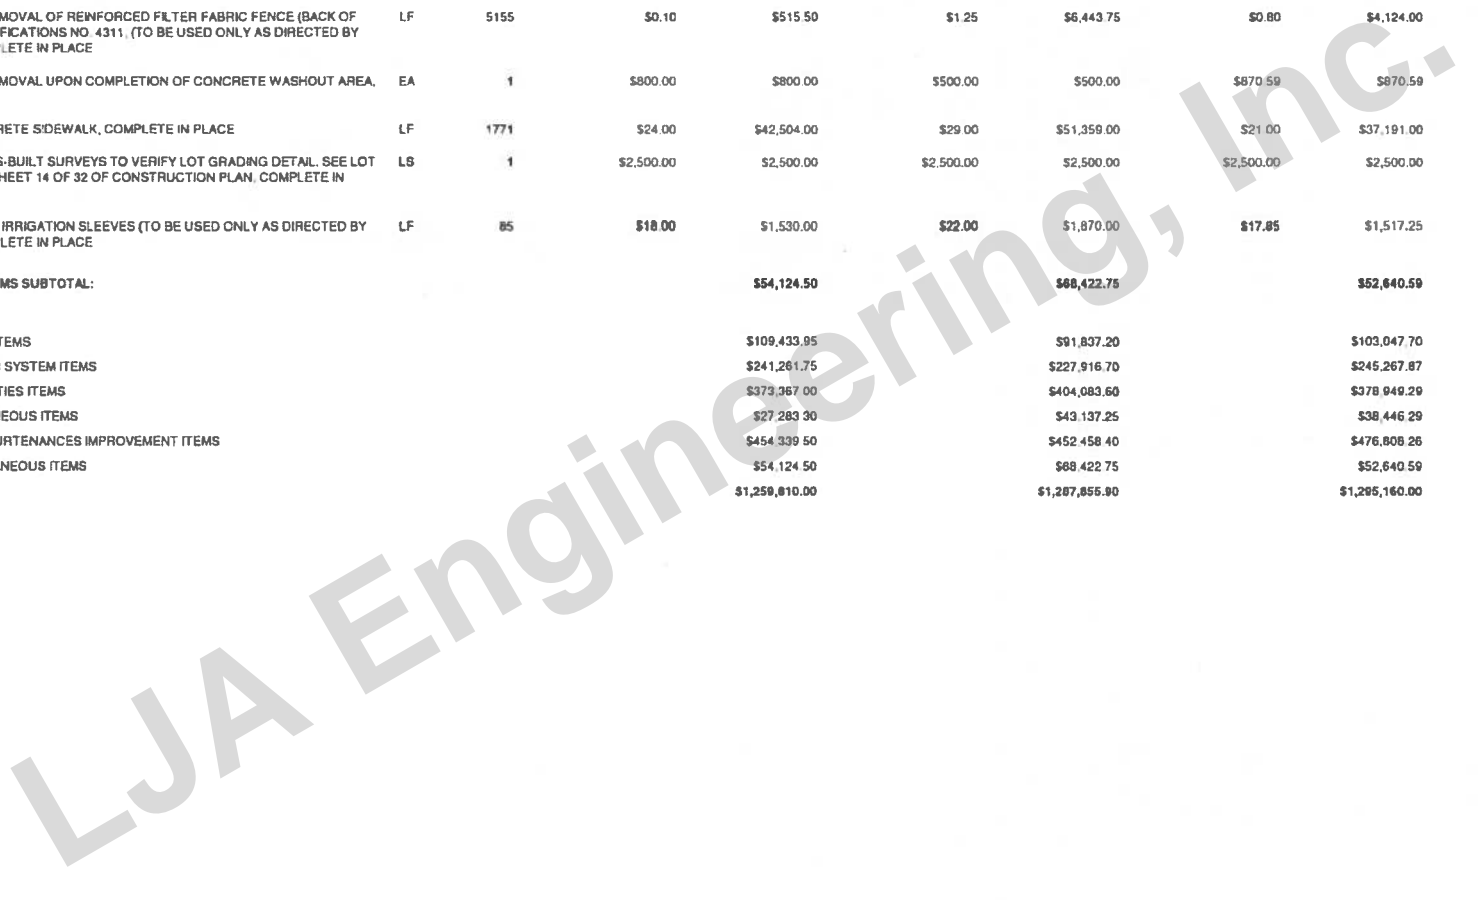 MOVAL OF REINFORCED FILTER FABRIC FENCE (BACK OF LF 5155 $0.10 $515.50 $1.25 $6,443.75 $0.80 $4,124.00
FICATIONS NO. 4311, (TO BE USED ONLY AS DIRECTED BY
LETE IN PLACE
MOVAL UPON COMPLETION OF CONCRETE WASHOUT AREA, EA 1 $800.00 $800.00 $500.00 $500.00 $870.59 $870.59
RETE SIDEWALK, COMPLETE IN PLACE LF 1771 $24.00 $42,504.00 $29.00 $51,359.00 $21.00 $37,191.00
S-BUILT SURVEYS TO VERIFY LOT GRADING DETAIL. SEE LOT LS 1 $2,500.00 $2,500.00 $2,500.00 $2,500.00 $2,500.00 $2,500.00
HEET 14 OF 32 OF CONSTRUCTION PLAN, COMPLETE IN
IRRIGATION SLEEVES (TO BE USED ONLY AS DIRECTED BY LF 85 $18.00 $1,530.00 $22.00 $1,870.00 $17.85 $1,517.25
LETE IN PLACE
MS SUBTOTAL: $54,124.50 $68,422.75 $52,640.59
TEMS $109,433.95 $91,837.20 $103,047.70
SYSTEM ITEMS $241,261.75 $227,916.70 $245,267.87
TIES ITEMS $373,367.00 $404,083.60 $378,949.29
EOUS ITEMS $27,283.30 $43,137.25 $38,446.29
URTENANCES IMPROVEMENT ITEMS $454,339.50 $452,458.40 $476,808.26
NEOUS ITEMS $54,124.50 $68,422.75 $52,640.59
$1,259,810.00 $1,287,855.90 $1,295,160.00
LJA Engineering, Inc.